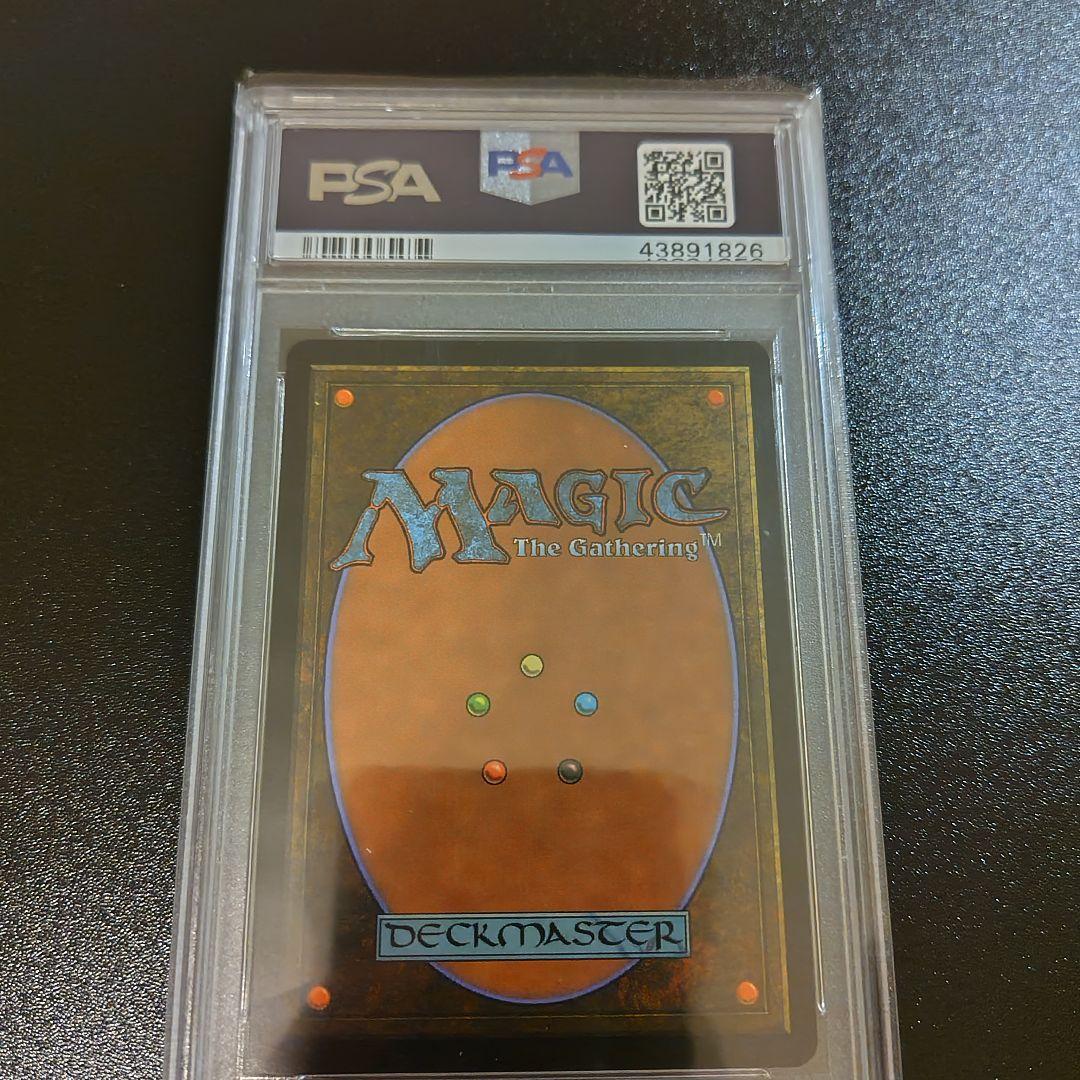 PSA
PSA
43891826
MAGIC
The Gathering™
DECKMASTER